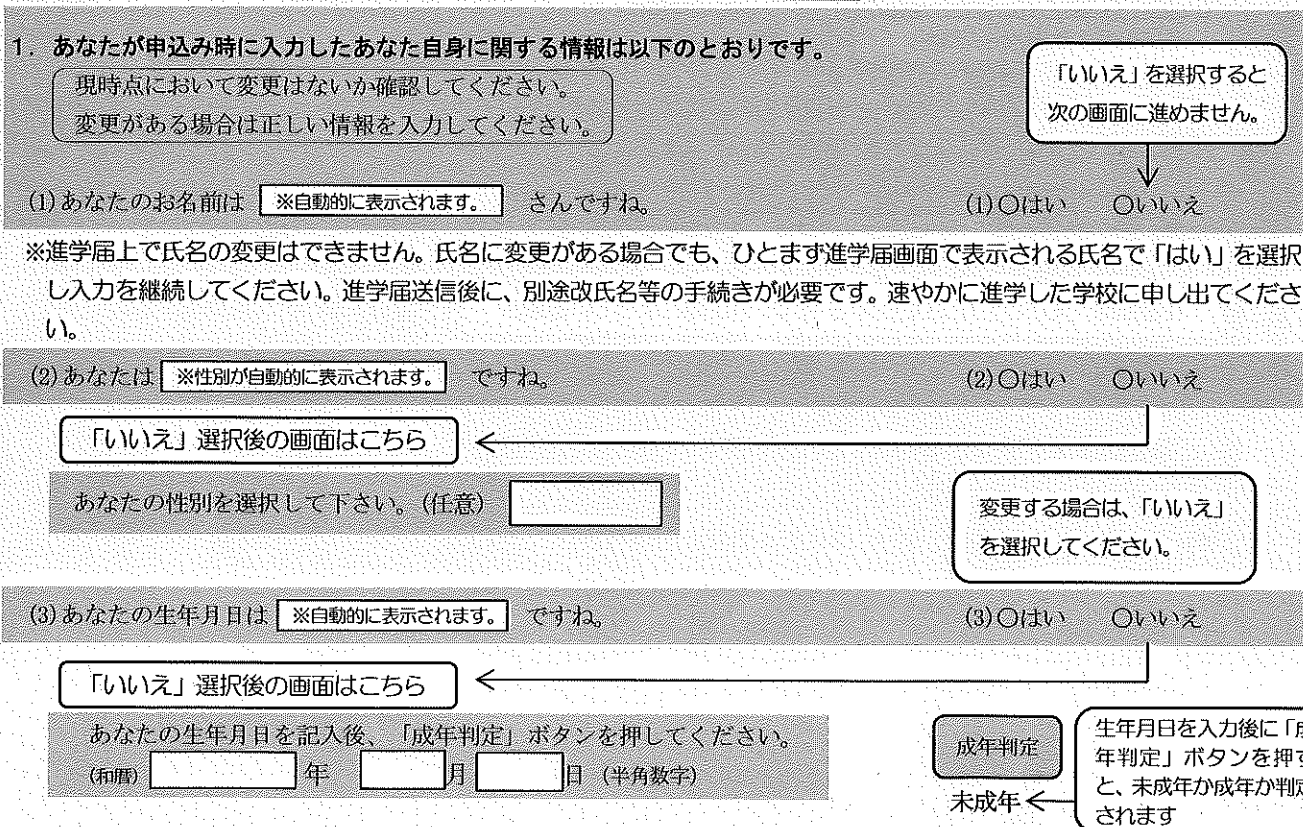 1. あなたが申込み時に入力したあなた自身に関する情報は以下のとおりです。
現時点において変更はないか確認してください。
変更がある場合は正しい情報を入力してください。
「いいえ」を選択すると
次の画面に進めません。
(1)あなたのお名前は ※自動的に表示されます。 さんですね。 (1)○はい ○いいえ
※進学届上で氏名の変更はできません。氏名に変更がある場合でも、ひとまず進学届画面で表示される氏名で「はい」を選択
し入力を継続してください。進学届送信後に、別途改氏名等の手続きが必要です。速やかに進学した学校に申し出てくださ
い。
(2)あなたは ※性別が自動的に表示されます。 ですね。 (2)○はい ○いいえ
「いいえ」選択後の画面はこちら
あなたの性別を選択して下さい。(任意)
変更する場合は、「いいえ」
を選択してください。
(3)あなたの生年月日は ※自動的に表示されます。 ですね。 (3)○はい ○いいえ
「いいえ」選択後の画面はこちら
あなたの生年月日を記入後、「成年判定」ボタンを押してください。
(和暦) 年 月 日 (半角数字)
成年判定
未成年
生年月日を入力後に「成
年判定」ボタンを押す
と、未成年か成年か判定
されます